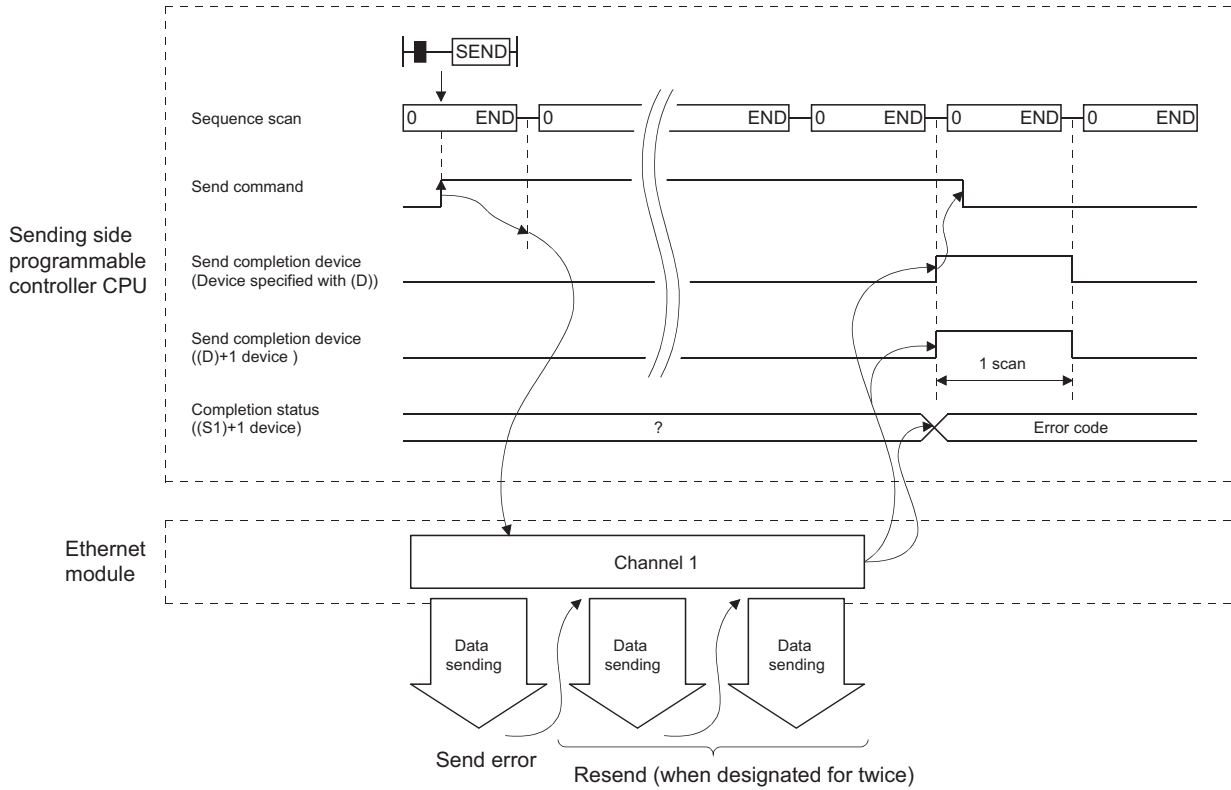 SEND
Sequence scan
0 END 0 END 0 END 0 END 0 END
Send command
Sending side
programmable
controller CPU
Send completion device
(Device specified with (D))
Send completion device
((D)+1 device )
1 scan
Completion status
((S1)+1 device)
?
Error code
Ethernet
module
Channel 1
Data
sending
Data
sending
Data
sending
Send error
Resend (when designated for twice)